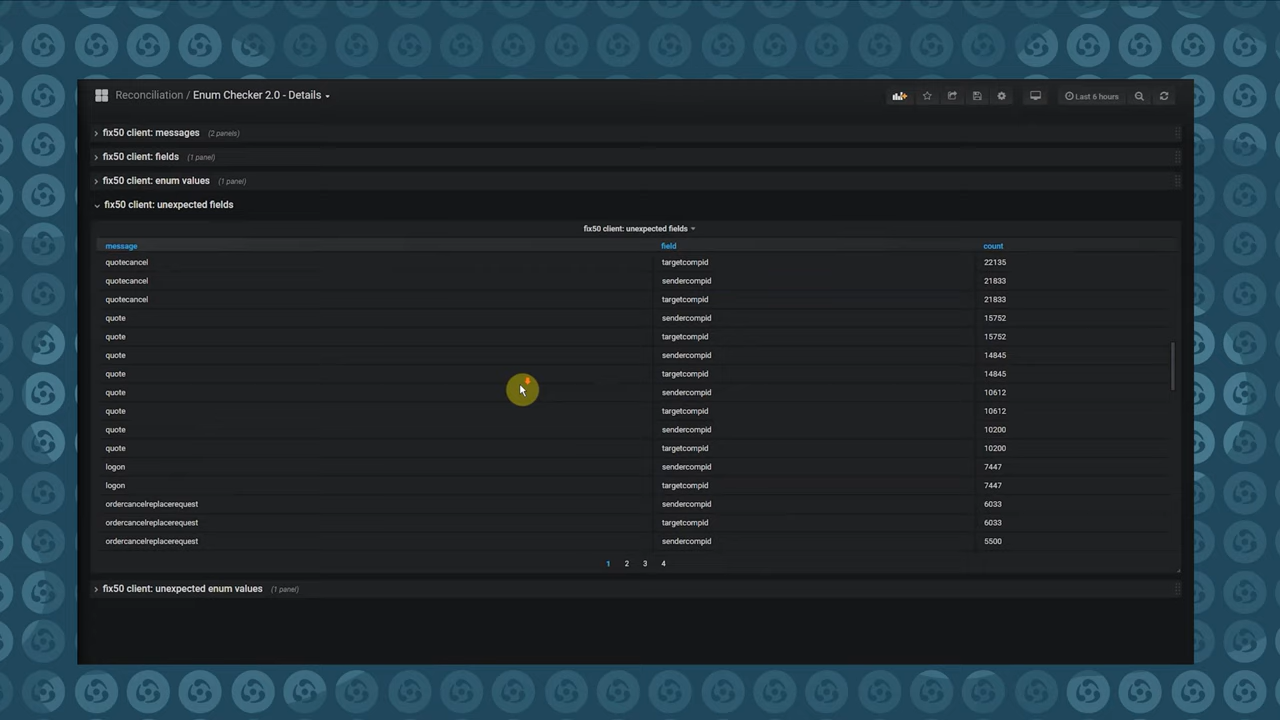 Reconciliation / Enum Checker 2.0 - Details
Last 6 hours
fix50 client: messages (2 panels)
fix50 client: fields (1 panel)
fix50 client: enum values (1 panel)
fix50 client: unexpected fields
fix50 client: unexpected fields
message field count
quotecancel targetcompid 22135
quotecancel sendercompid 21833
quotecancel targetcompid 21833
quote sendercompid 15752
quote targetcompid 15752
quote sendercompid 14845
quote targetcompid 14845
quote sendercompid 10612
quote targetcompid 10612
quote sendercompid 10200
quote targetcompid 10200
logon sendercompid 7447
logon targetcompid 7447
ordercancelreplacerequest sendercompid 6033
ordercancelreplacerequest targetcompid 6033
ordercancelreplacerequest sendercompid 5500
1 2 3 4
fix50 client: unexpected enum values (1 panel)